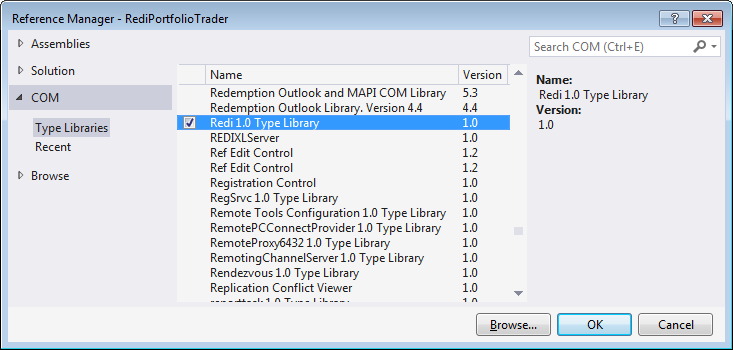 Reference Manager - RediPortfolioTrader
Assemblies
Solution
COM
Type Libraries
Recent
Browse
Search COM (Ctrl+E)
Name Version
Redemption Outlook and MAPI COM Library 5.3
Redemption Outlook Library. Version 4.4 4.4
Redi 1.0 Type Library 1.0
REDIXLServer 1.0
Ref Edit Control 1.2
Ref Edit Control 1.2
Registration Control 1.0
RegSrvc 1.0 Type Library 1.0
Remote Tools Configuration 1.0 Type Library 1.0
RemotePCConnectProvider 1.0 Type Library 1.0
RemoteProxy6432 1.0 Type Library 1.0
RemotingChannelServer 1.0 Type Library 1.0
Rendezvous 1.0 Type Library 1.0
Replication Conflict Viewer 1.0
1.0 Type Library 1.0
Name:
Redi 1.0 Type Library
Version:
1.0
Browse...
OK
Cancel